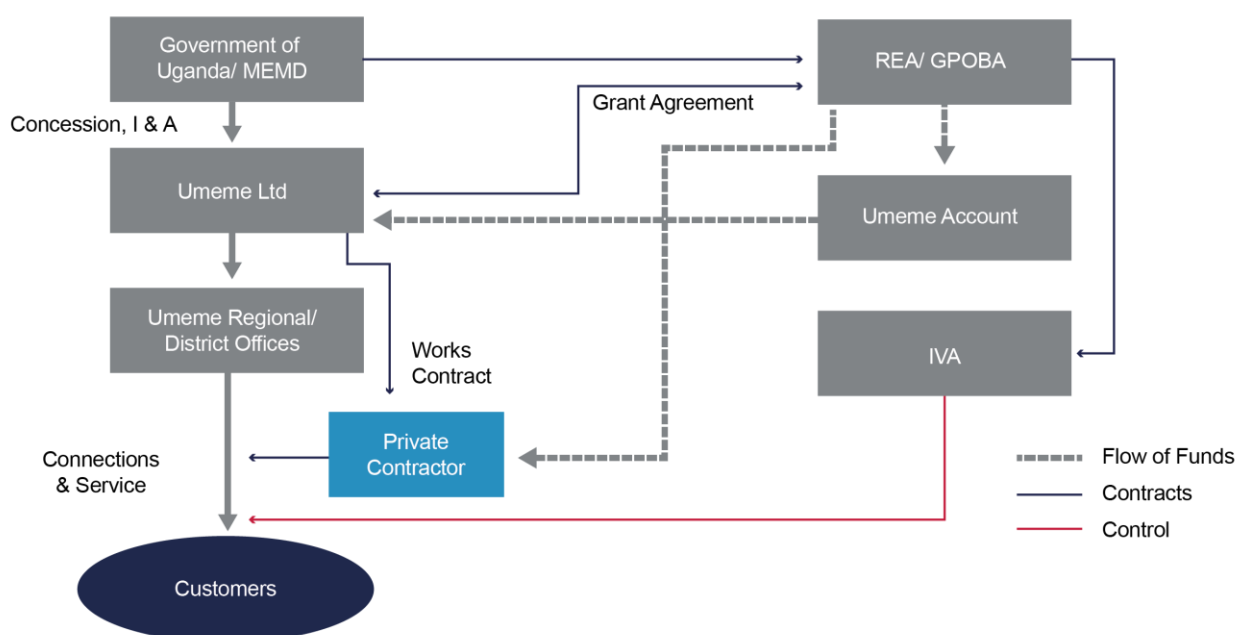 Government of
Uganda/ MEMD
REA/ GPOBA
Grant Agreement
Concession, I & A
Umeme Ltd
Umeme Account
Umeme Regional/
District Offices
IVA
Works
Contract
Private
Contractor
Connections
& Service
Flow of Funds
Contracts
Control
Customers